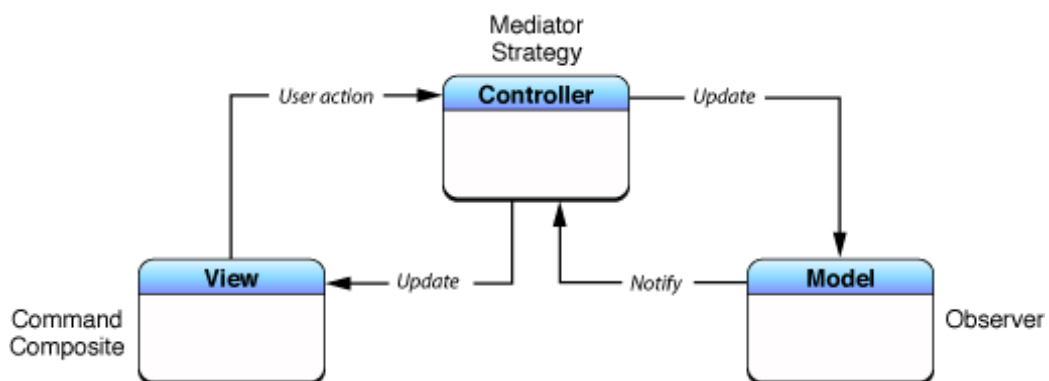 Mediator
Strategy
Controller
User action
Update
View
Update
Notify
Model
Command
Composite
Observer